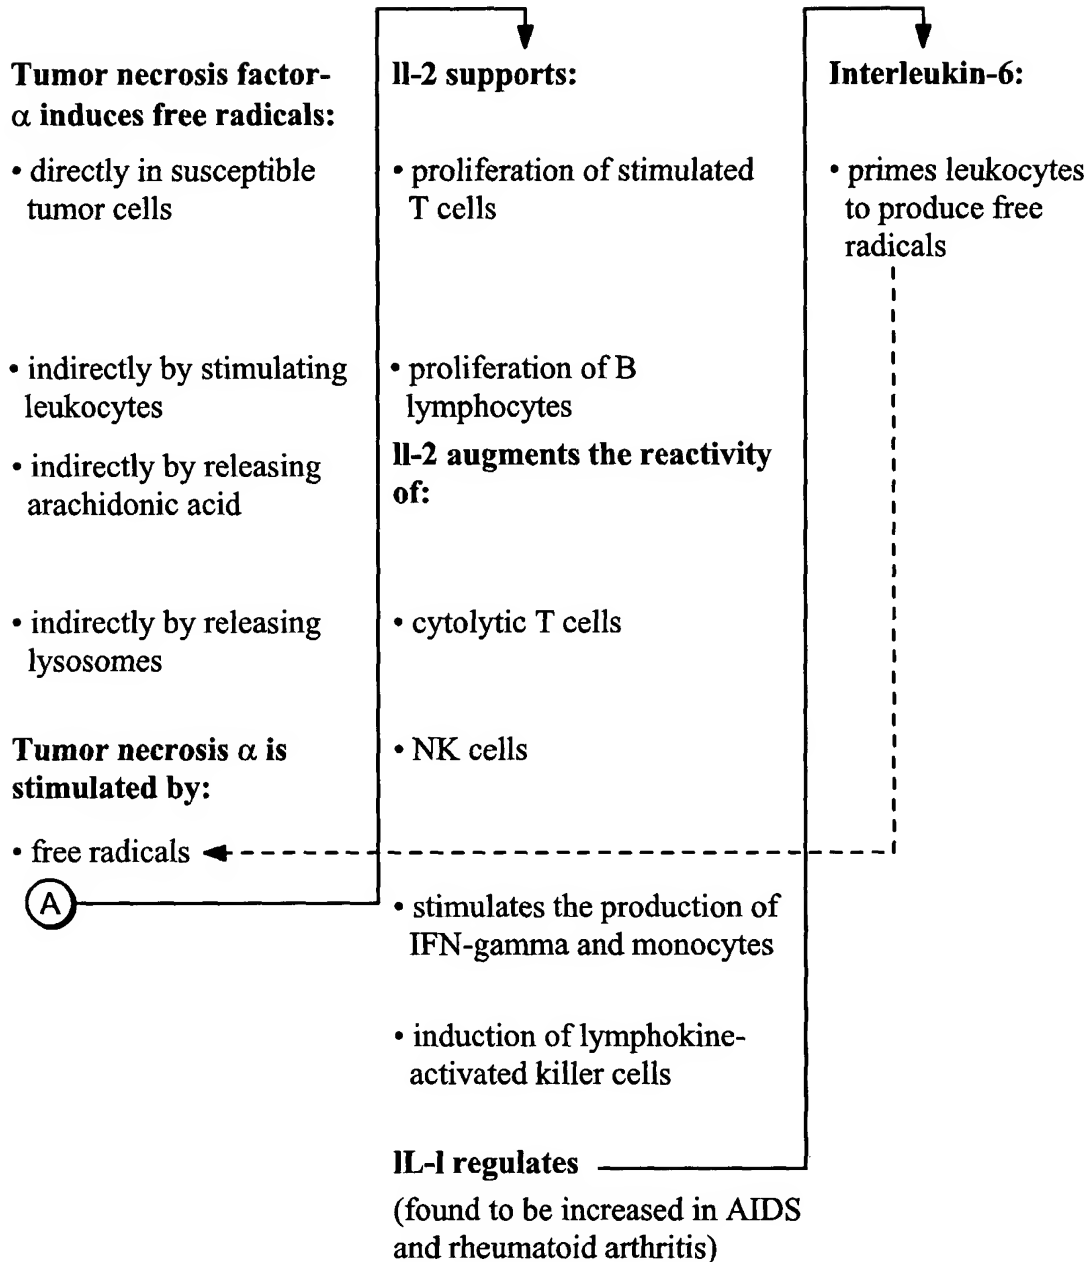 Tumor necrosis factor-
α induces free radicals:
• directly in susceptible
tumor cells
• indirectly by stimulating
leukocytes
• indirectly by releasing
arachidonic acid
• indirectly by releasing
lysosomes
Tumor necrosis α is
stimulated by:
• free radicals
A
Il-2 supports:
• proliferation of stimulated
T cells
• proliferation of B
lymphocytes
Il-2 augments the reactivity
of:
• cytolytic T cells
• NK cells
• stimulates the production of
IFN-gamma and monocytes
• induction of lymphokine-
activated killer cells
IL-l regulates
(found to be increased in AIDS
and rheumatoid arthritis)
Interleukin-6:
• primes leukocytes
to produce free
radicals